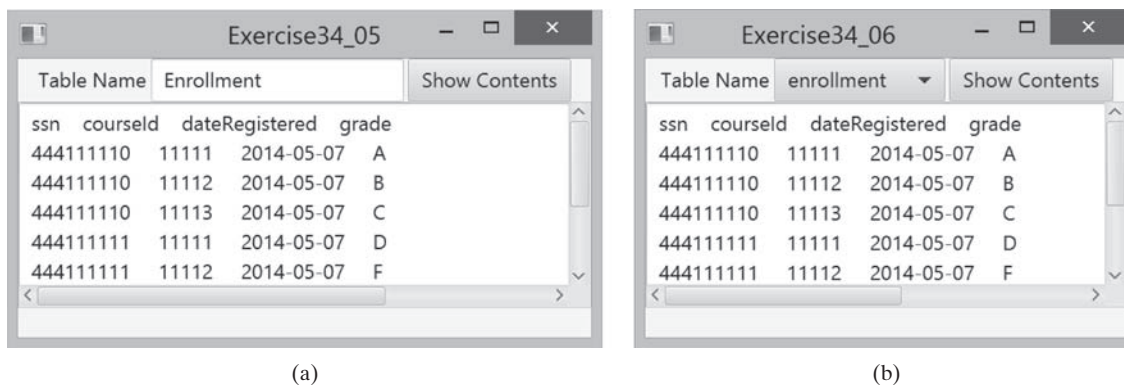 Exercise34_05
Table Name Enrollment Show Contents
ssn courseId dateRegistered grade
444111110 11111 2014-05-07 A
444111110 11112 2014-05-07 B
444111110 11113 2014-05-07 C
444111111 11111 2014-05-07 D
444111111 11112 2014-05-07 F
(a)
Exercise34_06
Table Name enrollment Show Contents
ssn courseId dateRegistered grade
444111110 11111 2014-05-07 A
444111110 11112 2014-05-07 B
444111110 11113 2014-05-07 C
444111111 11111 2014-05-07 D
444111111 11112 2014-05-07 F
(b)